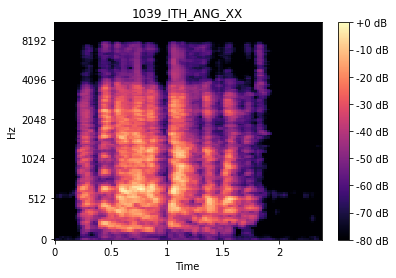 1039_ITH_ANG_XX
+0 dB
8192
-10 dB
4096
-20 dB
-30 dB
2048
Hz
-40 dB
1024
-50 dB
512
-60 dB
-70 dB
0
-80 dB
0 0.5 1 1.5 2
Time